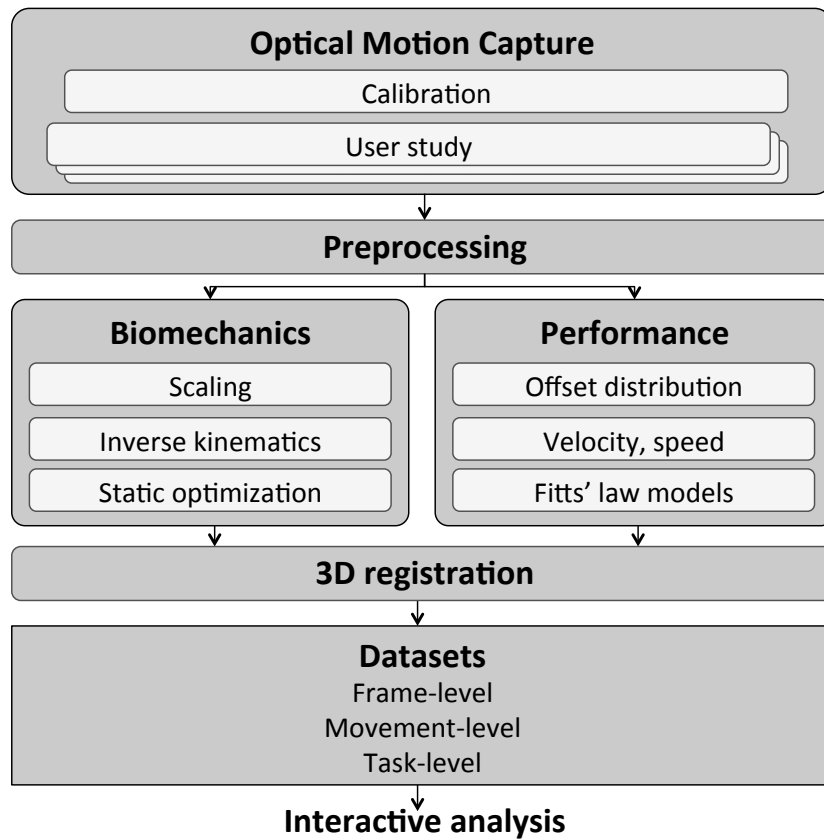 Optical Motion Capture
Calibration
User study
Preprocessing
Biomechanics
Scaling
Inverse kinematics
Static optimization
Performance
Offset distribution
Velocity, speed
Fitts’ law models
3D registration
Datasets
Frame-level
Movement-level
Task-level
Interactive analysis